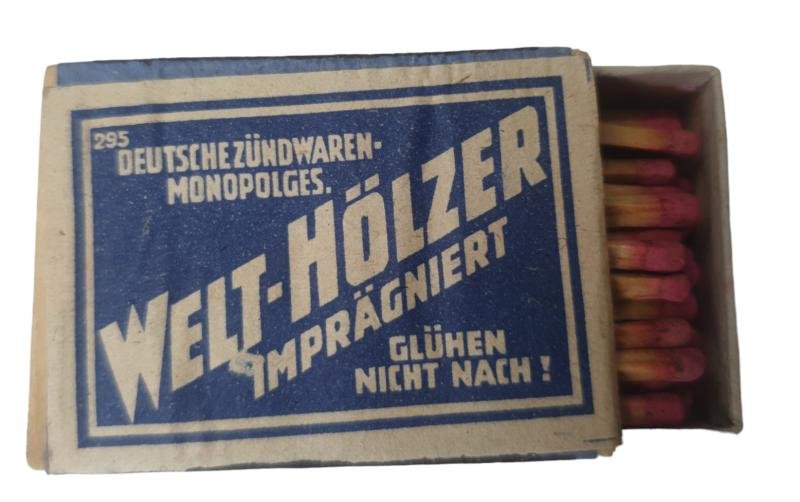 295
DEUTSCHE ZÜNDWAREN-
MONOPOLGES.
WELT-HÖLZER
IMPRÄGNIERT
GLÜHEN
NICHT NACH!